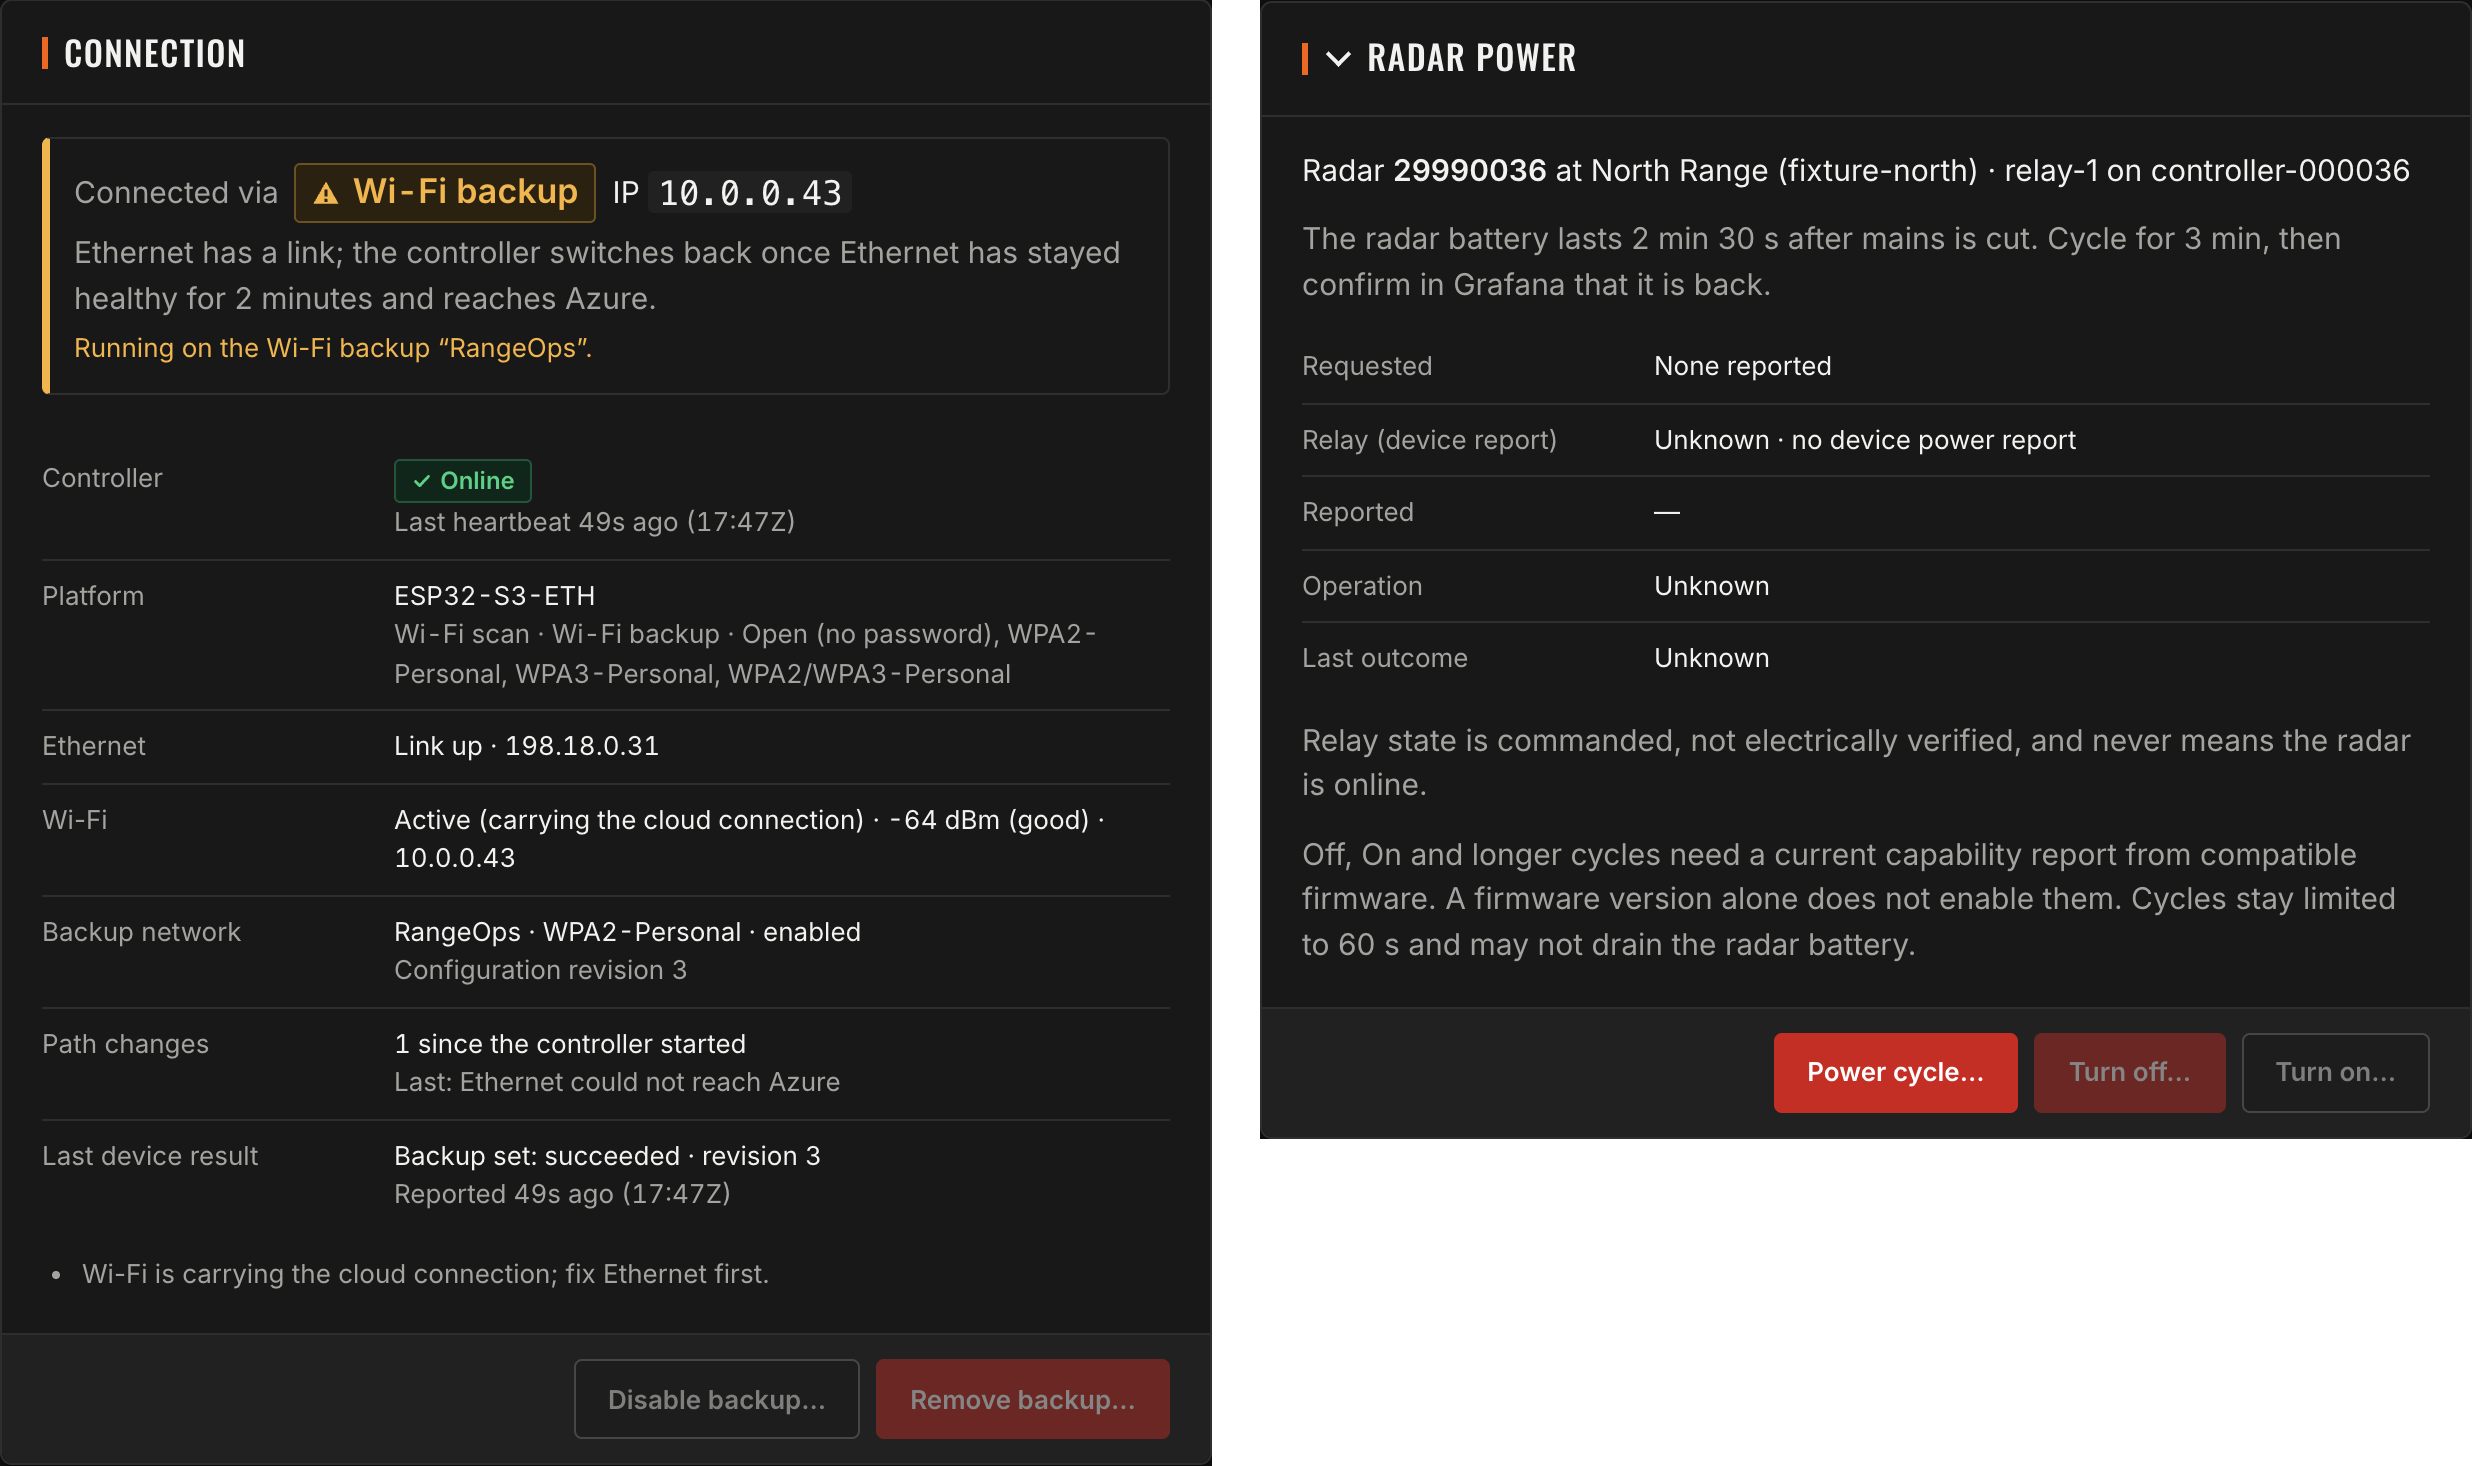 CONNECTION
Connected via Wi-Fi backup IP 10.0.0.43
Ethernet has a link; the controller switches back once Ethernet has stayed
healthy for 2 minutes and reaches Azure.
Running on the Wi-Fi backup “RangeOps”.
Controller
✓ Online
Last heartbeat 49s ago (17:47Z)
Platform
ESP32-S3-ETH
Wi-Fi scan · Wi-Fi backup · Open (no password), WPA2-
Personal, WPA3-Personal, WPA2/WPA3-Personal
Ethernet
Link up · 198.18.0.31
Wi-Fi
Active (carrying the cloud connection) · -64 dBm (good) ·
10.0.0.43
Backup network
RangeOps · WPA2-Personal · enabled
Configuration revision 3
Path changes
1 since the controller started
Last: Ethernet could not reach Azure
Last device result
Backup set: succeeded · revision 3
Reported 49s ago (17:47Z)
• Wi-Fi is carrying the cloud connection; fix Ethernet first.
Disable backup...
Remove backup...
RADAR POWER
Radar 29990036 at North Range (fixture-north) · relay-1 on controller-000036
The radar battery lasts 2 min 30 s after mains is cut. Cycle for 3 min, then
confirm in Grafana that it is back.
Requested
None reported
Relay (device report)
Unknown · no device power report
Reported
—
Operation
Unknown
Last outcome
Unknown
Relay state is commanded, not electrically verified, and never means the radar
is online.
Off, On and longer cycles need a current capability report from compatible
firmware. A firmware version alone does not enable them. Cycles stay limited
to 60 s and may not drain the radar battery.
Power cycle...
Turn off...
Turn on...